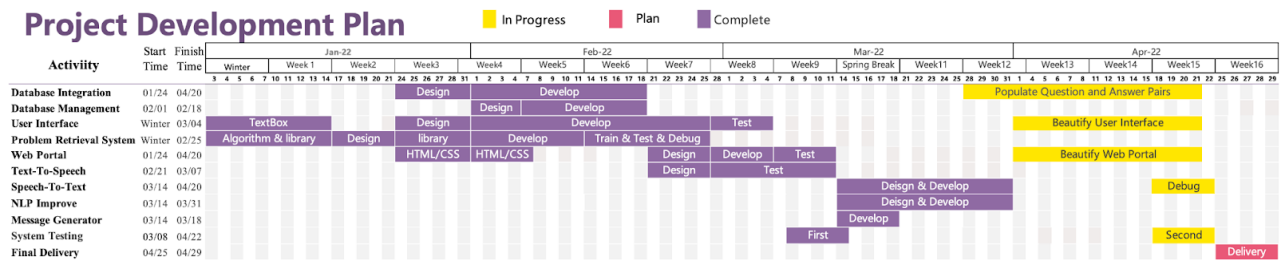 Project Development Plan
In Progress Plan Complete
Start Finish Jan-22 Feb-22 Mar-22 Apr-22
Activiity Time Time Winter Week 1 Week2 Week3 Week4 Week5 Week6 Week7 Week8 Week9 Spring Break Week11 Week12 Week13 Week14 Week15 Week16
3 4 5 6 7 10 11 12 13 14 17 18 19 20 21 24 25 26 27 28 31 1 2 3 4 7 8 9 10 11 14 15 16 17 18 21 22 23 24 25 28 1 2 3 4 7 8 9 10 11 14 15 16 17 18 21 22 23 24 25 28 29 30 31 1 4 5 6 7 8 11 12 13 14 15 18 19 20 21 22 25 26 27 28 29
Database Integration 01/24 04/20 Design Develop Populate Question and Answer Pairs
Database Management 02/01 02/18 Design Develop
User Interface Winter 03/04 TextBox Design Develop Test Beautify User Interface
Problem Retrieval System Winter 02/25 Algorithm & library Design library Develop Train & Test & Debug
Web Portal 01/24 04/20 HTML/CSS HTML/CSS Design Develop Test Beautify Web Portal
Text-To-Speech 02/21 03/07 Design Test
Speech-To-Text 03/14 04/20 Deisgn & Develop Debug
NLP Improve 03/14 03/31 Deisgn & Develop
Message Generator 03/14 03/18 Develop
System Testing 03/08 04/22 First Second
Final Delivery 04/25 04/29 Delivery